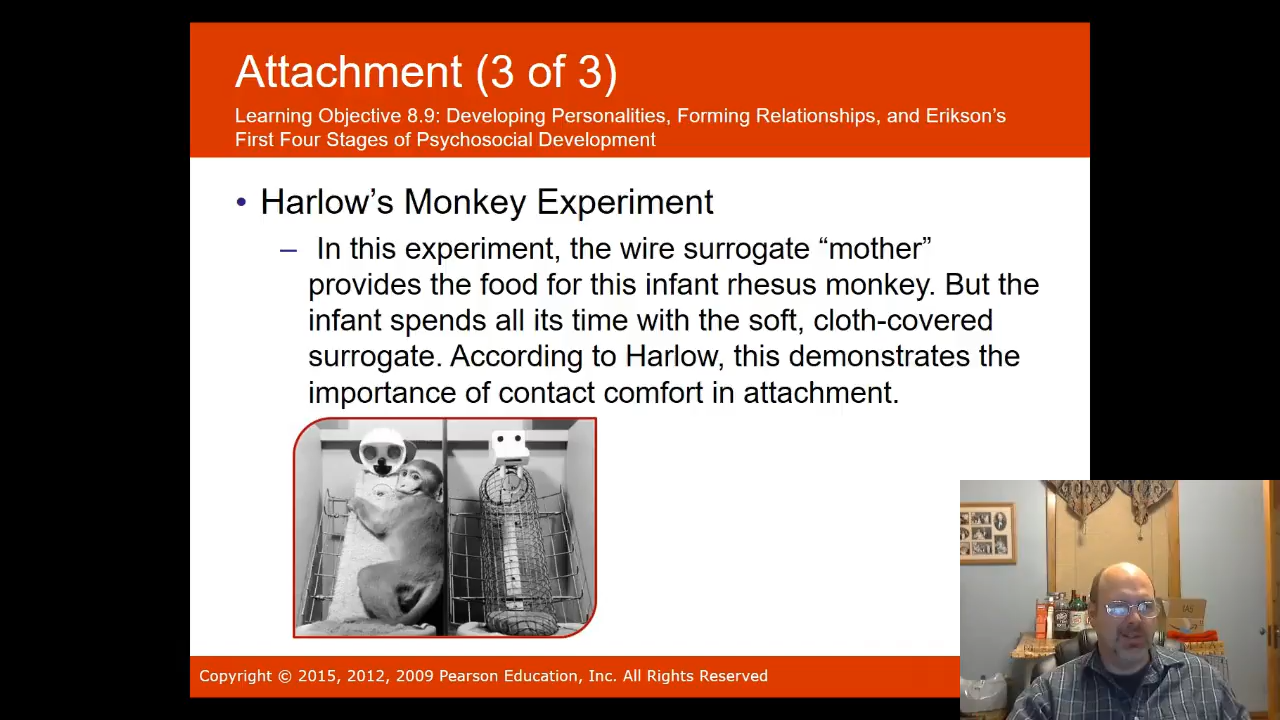 Attachment (3 of 3)
Learning Objective 8.9: Developing Personalities, Forming Relationships, and Erikson’s
First Four Stages of Psychosocial Development
• Harlow’s Monkey Experiment
– In this experiment, the wire surrogate “mother”
provides the food for this infant rhesus monkey. But the
infant spends all its time with the soft, cloth-covered
surrogate. According to Harlow, this demonstrates the
importance of contact comfort in attachment.
Copyright © 2015, 2012, 2009 Pearson Education, Inc. All Rights Reserved